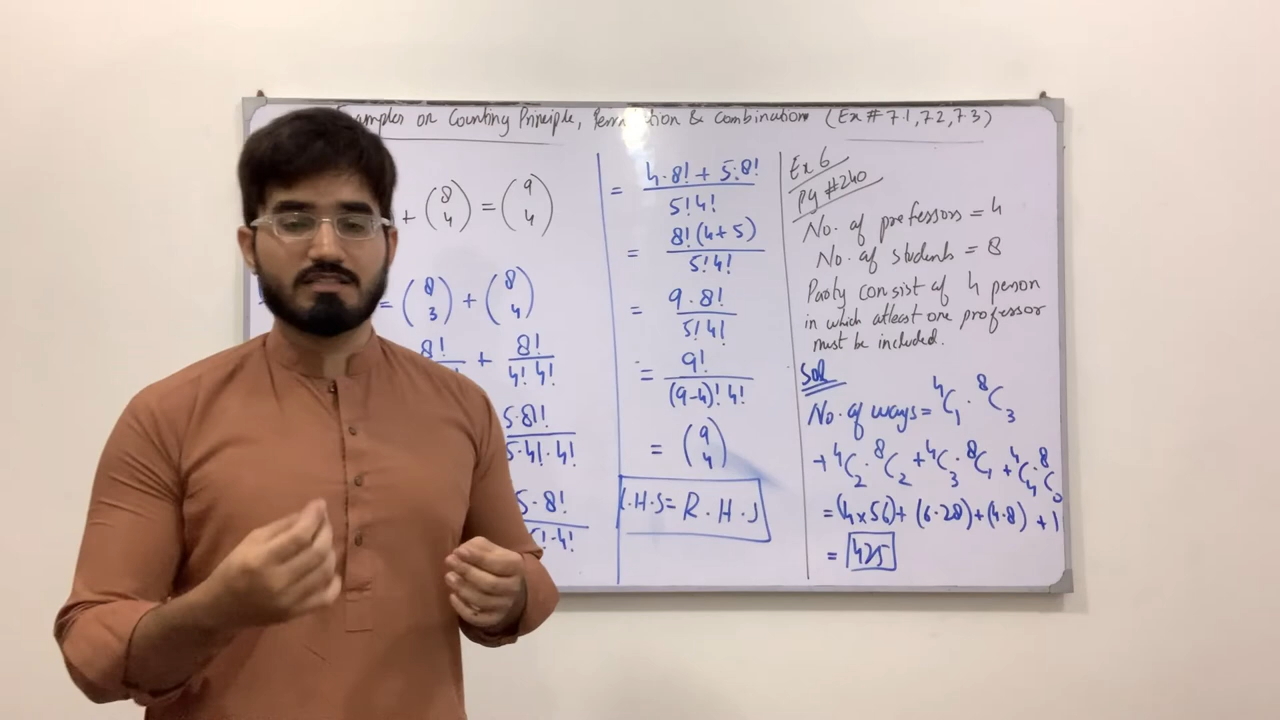 on Counting Principle, & Combination (Ex # 7.1, 7.2, 7.3)
+ (8 4) = (9 4)
= (8 3) + (8 4)
8! + 8!/4! 4!
5·8!/5·4!·4!
5·8!/5!·4!
= 4·8! + 5·8!/5! 4!
= 8! (4+5)/5! 4!
= 9·8!/5! 4!
= 9!/(9-4)! 4!
= (9 4)
L.H.S = R.H.S
Ex 6
Pg #240
No. of professors = 4
No. of students = 8
Party consist of 4 person
in which atleast one professor
must be included.
Sol
No. of ways = ⁴C₁ · ⁸C₃
+ ⁴C₂ · ⁸C₂ + ⁴C₃ · ⁸C₁ + ⁴C₄ · ⁸C₀
= (4×56) + (6·28) + (4·8) + 1
= 425